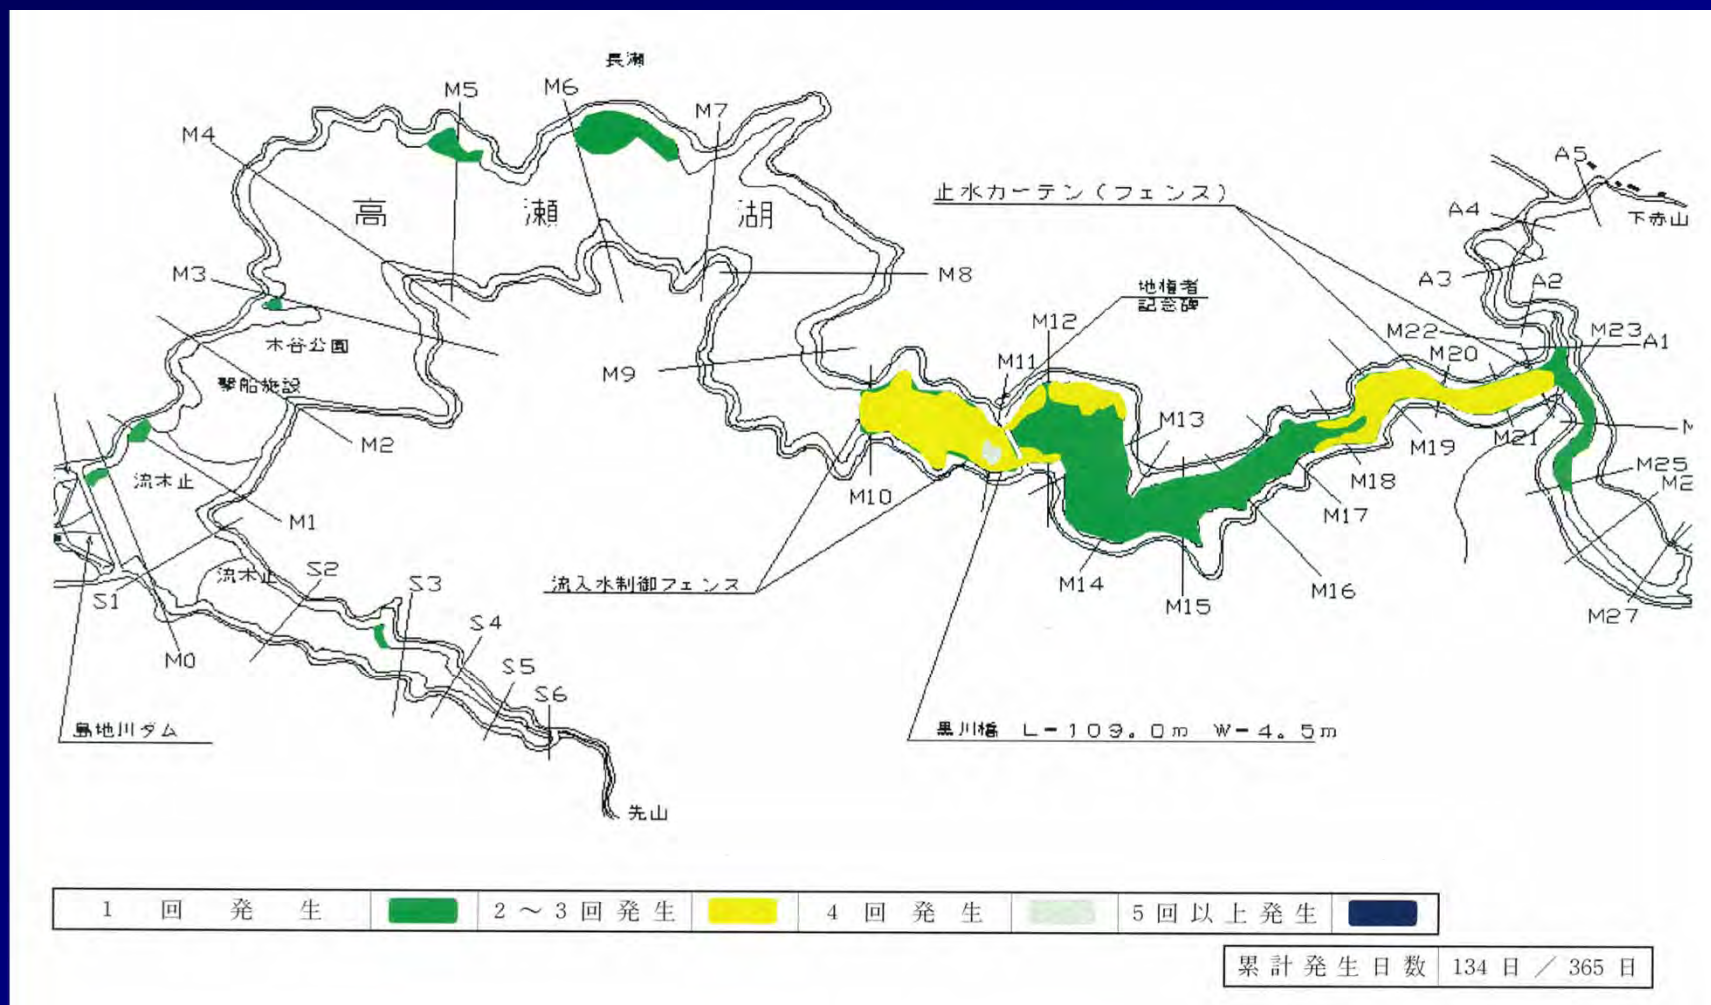 長瀬
M5
M6
M7
M4
A5
止水カーテン(フェンス)
高瀬湖
A4
下赤山
M3
M8
A3
A2
地権者
記念碑
M12
M22
M23
木谷公園
M20
A1
M9
M11
繋船施設
M13
M2
M19
M21
流木止
M10
M18
M25
M1
M17
流木止
S2
流入水制御フェンス
S3
M14
M16
S1
M15
M27
S4
M0
S5
S6
島地川ダム
黒川橋 L-109.0m W-4.5m
先山
1回発生 2~3回発生 4回発生 5回以上発生
累計発生日数 134日/365日